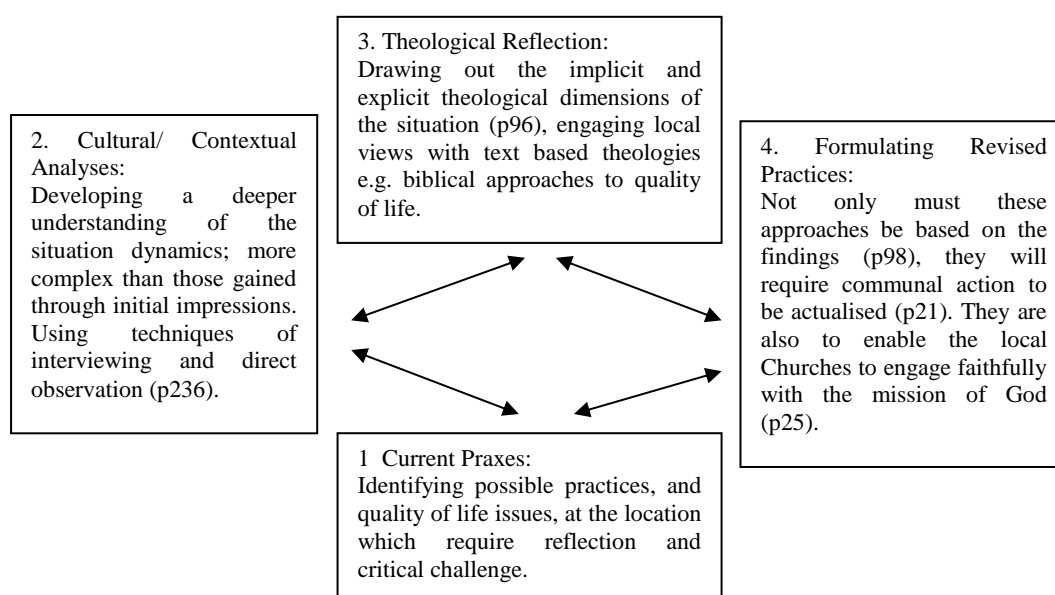 3. Theological Reflection:
Drawing out the implicit and
explicit theological dimensions of
the situation (p96), engaging local
views with text based theologies
e.g. biblical approaches to quality
of life.
2. Cultural/ Contextual
Analyses:
Developing a deeper
understanding of the
situation dynamics; more
complex than those gained
through initial impressions.
Using techniques of
interviewing and direct
observation (p236).
4. Formulating Revised
Practices:
Not only must these
approaches be based on the
findings (p98), they will
require communal action to
be actualised (p21). They are
also to enable the local
Churches to engage faithfully
with the mission of God
(p25).
1 Current Praxes:
Identifying possible practices, and
quality of life issues, at the location
which require reflection and
critical challenge.